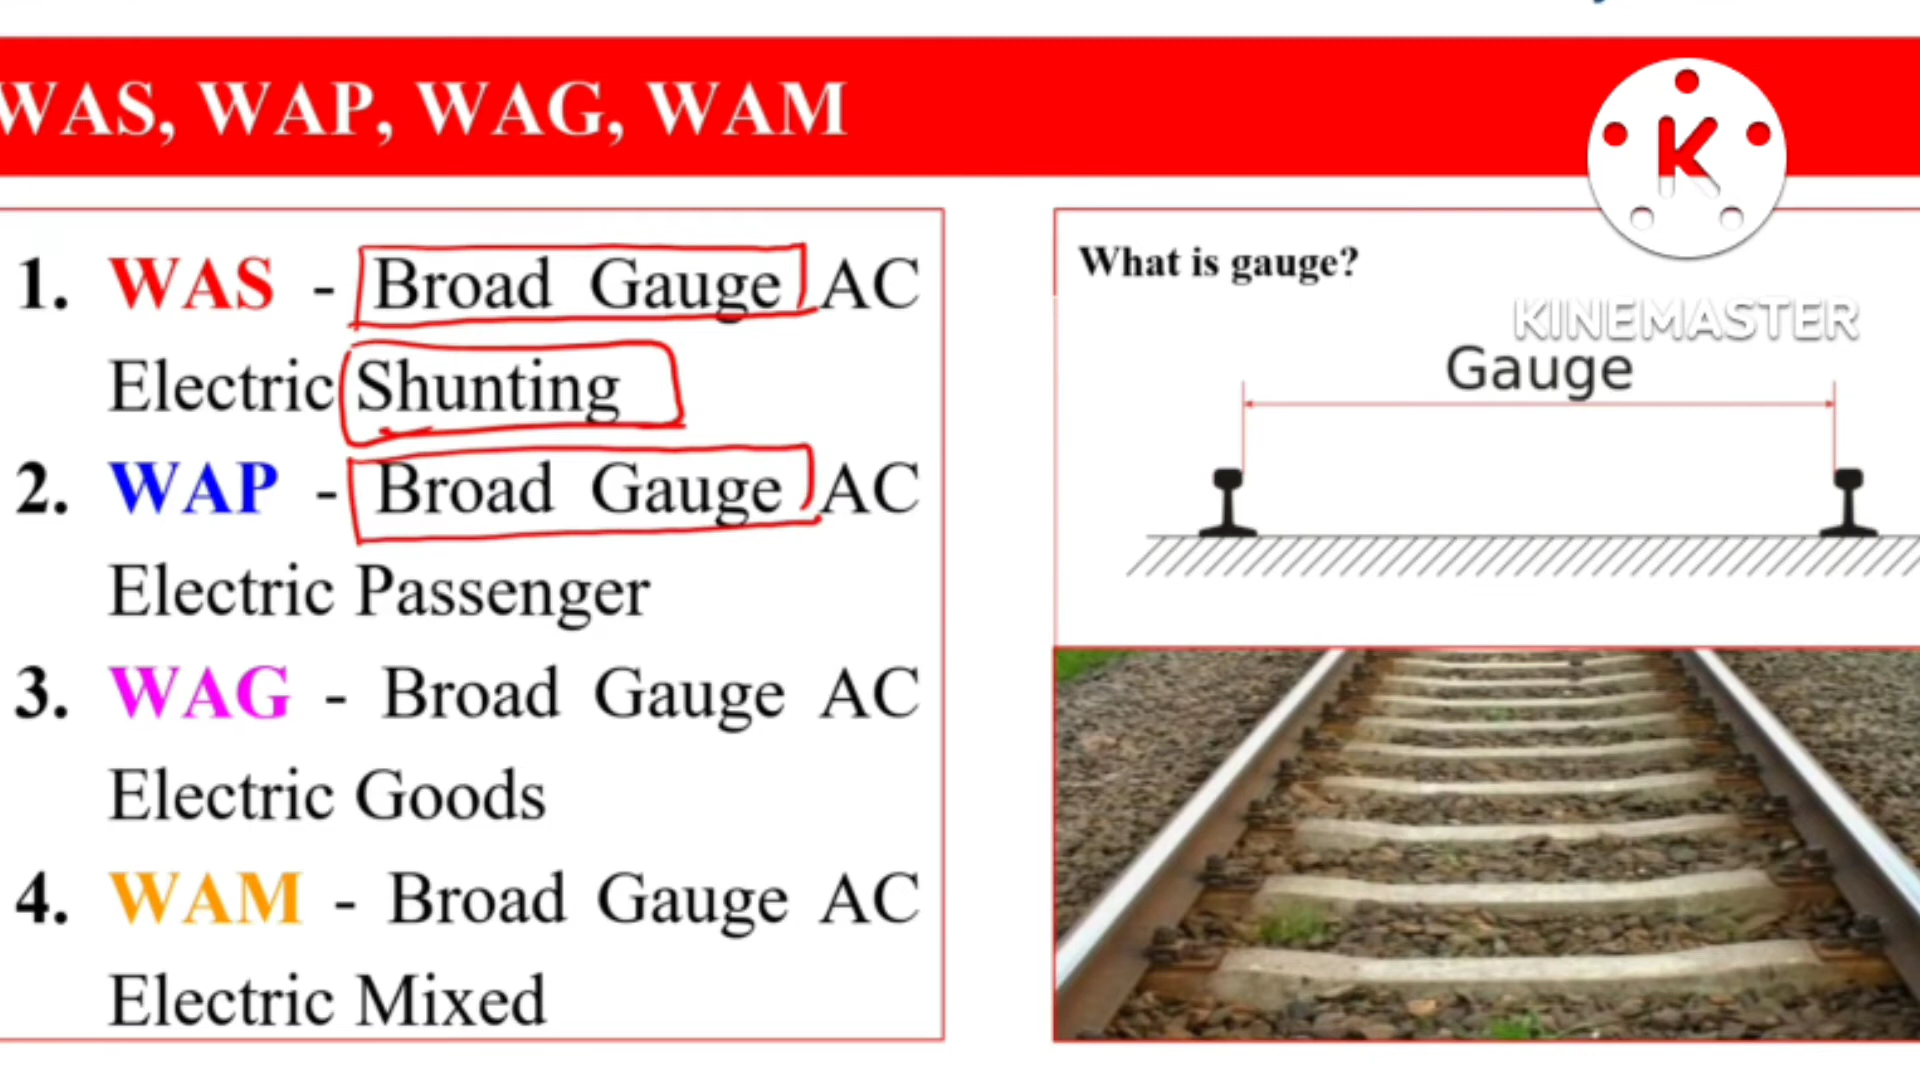 WAS, WAP, WAG, WAM
1. WAS - Broad Gauge AC
Electric Shunting
2. WAP - Broad Gauge AC
Electric Passenger
3. WAG - Broad Gauge AC
Electric Goods
4. WAM - Broad Gauge AC
Electric Mixed
What is gauge?
K
KINEMASTER
Gauge